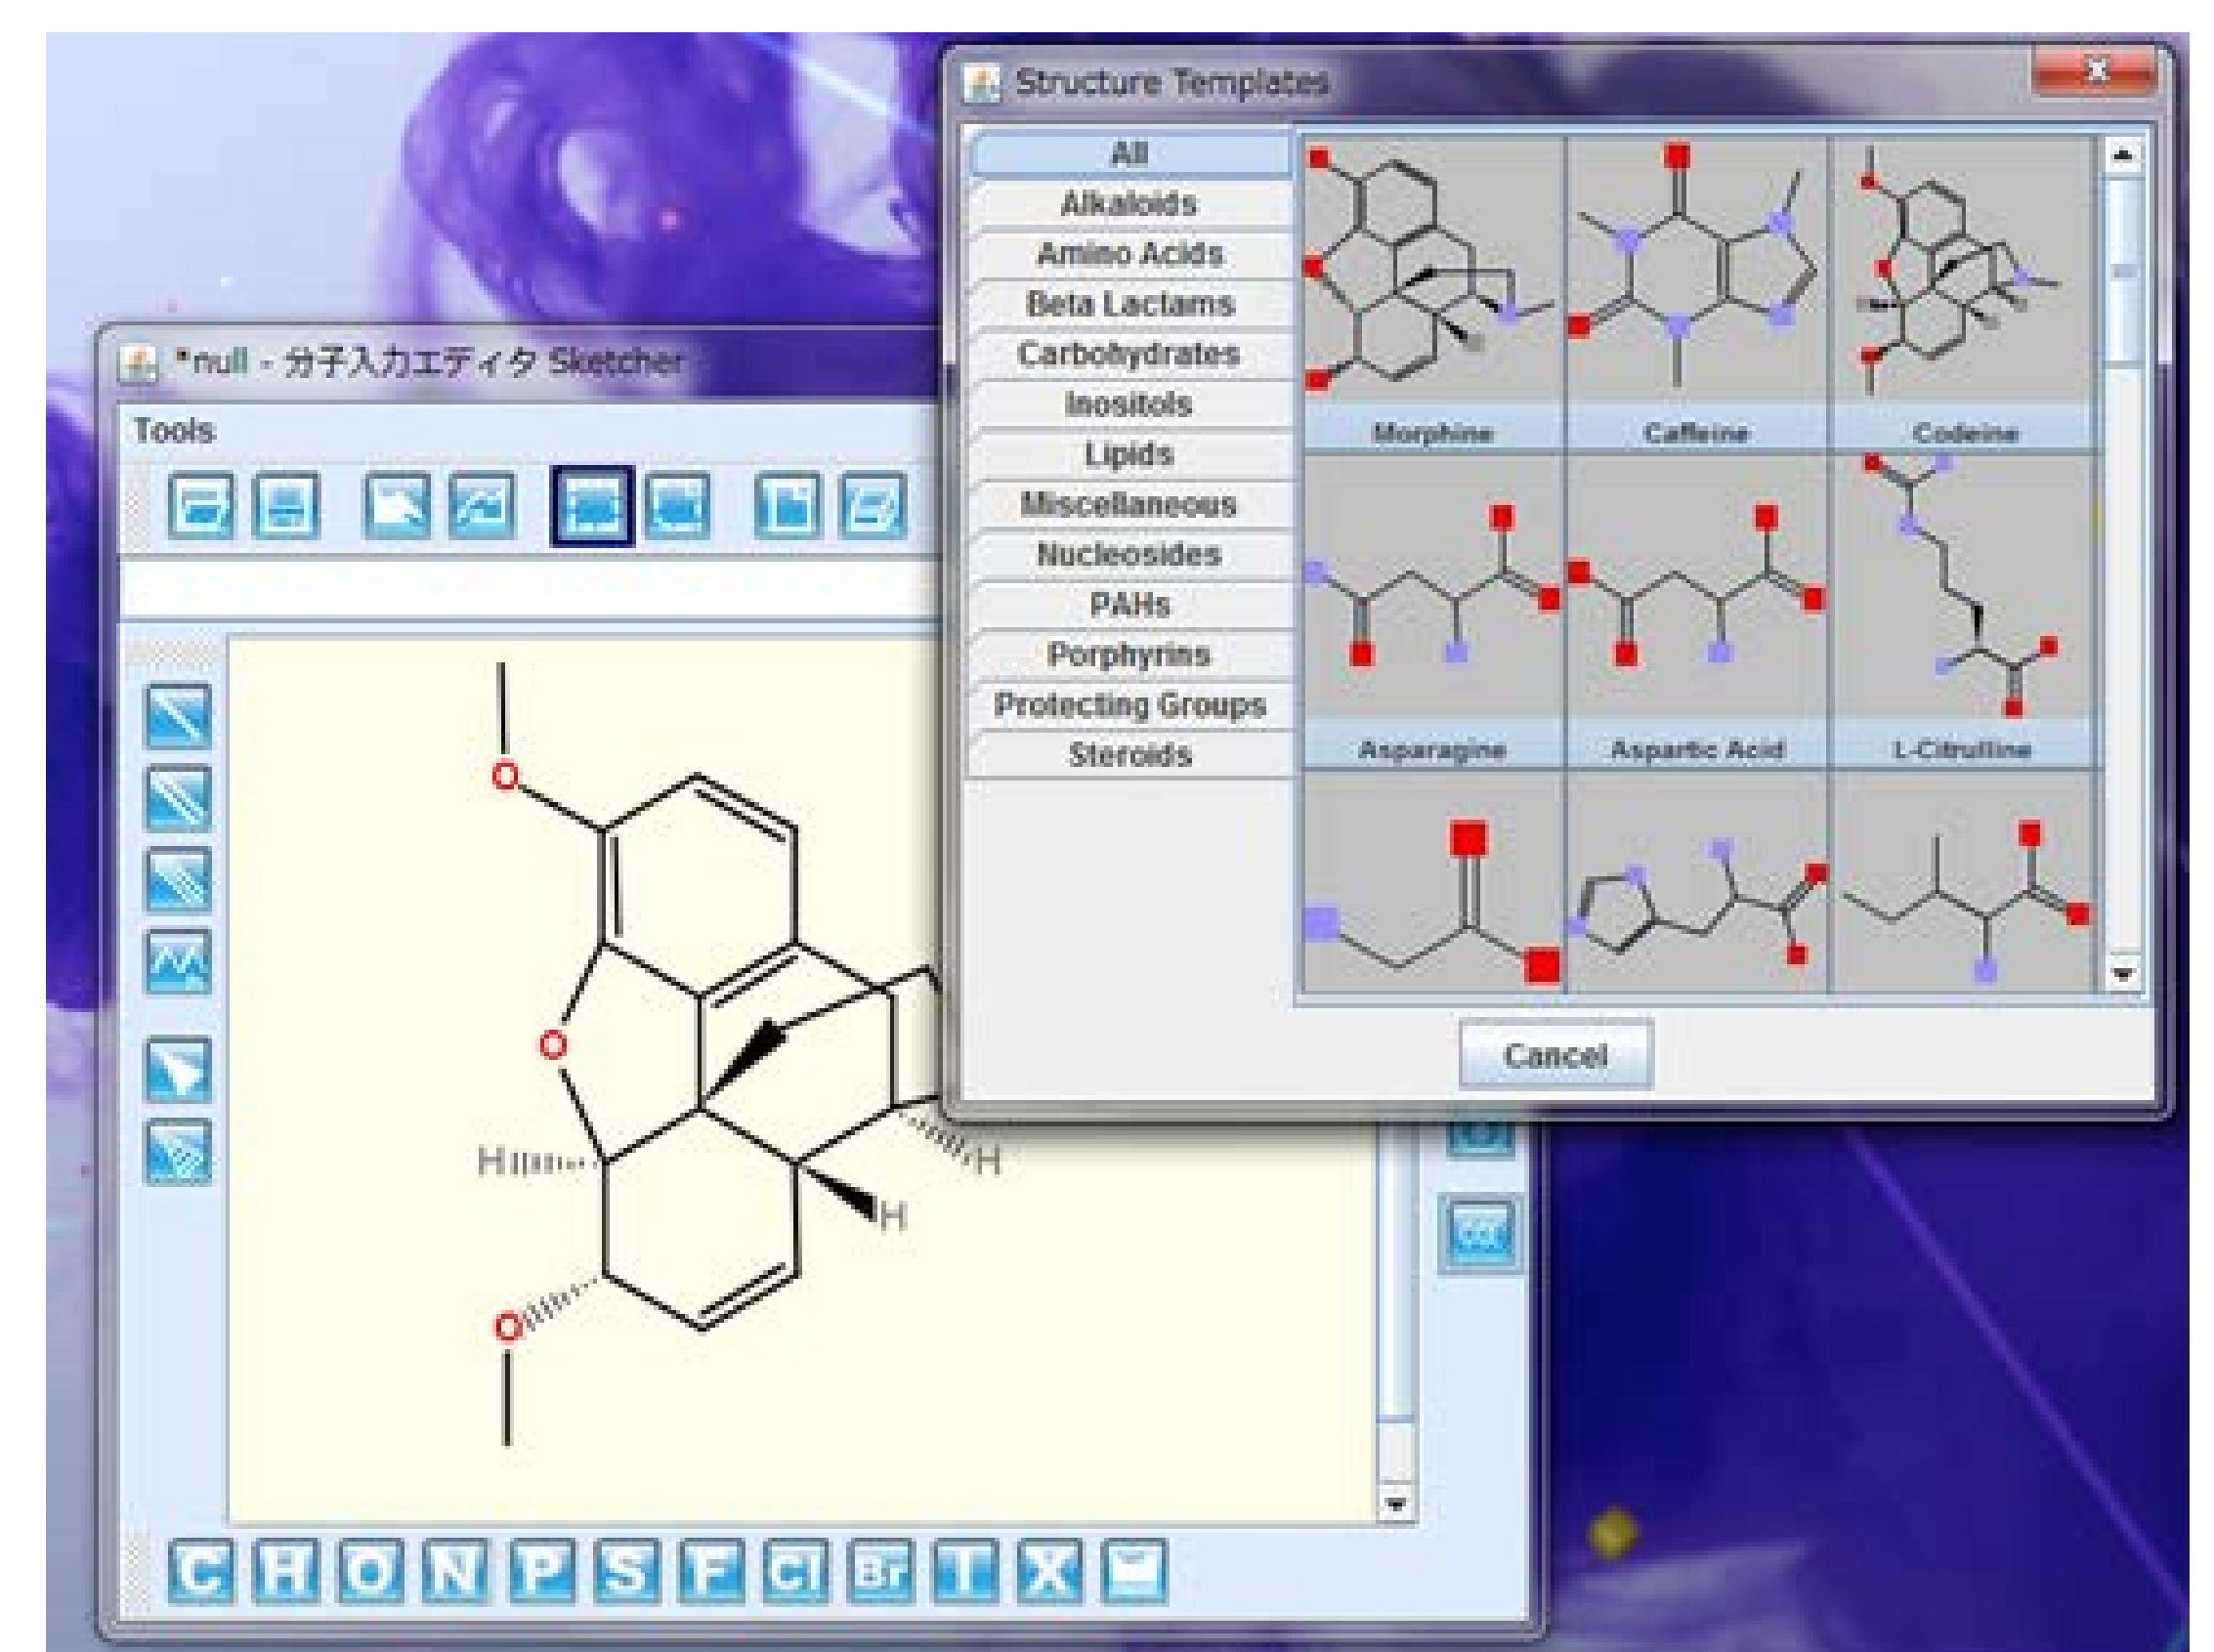 Structure Templates
All
Alkaloids
Amino Acids
Beta Lactams
Carbohydrates
Inositols
Lipids
Miscellaneous
Nucleosides
PAHs
Porphyrins
Protecting Groups
Steroids
Morphine
Caffeine
Codeine
Asparagine
Aspartic Acid
L-Citrulline
Cancel
*null - 分子入力エディタ Sketcher
Tools
O
O
H
H
H
O
C H O N P S F Cl Br T X